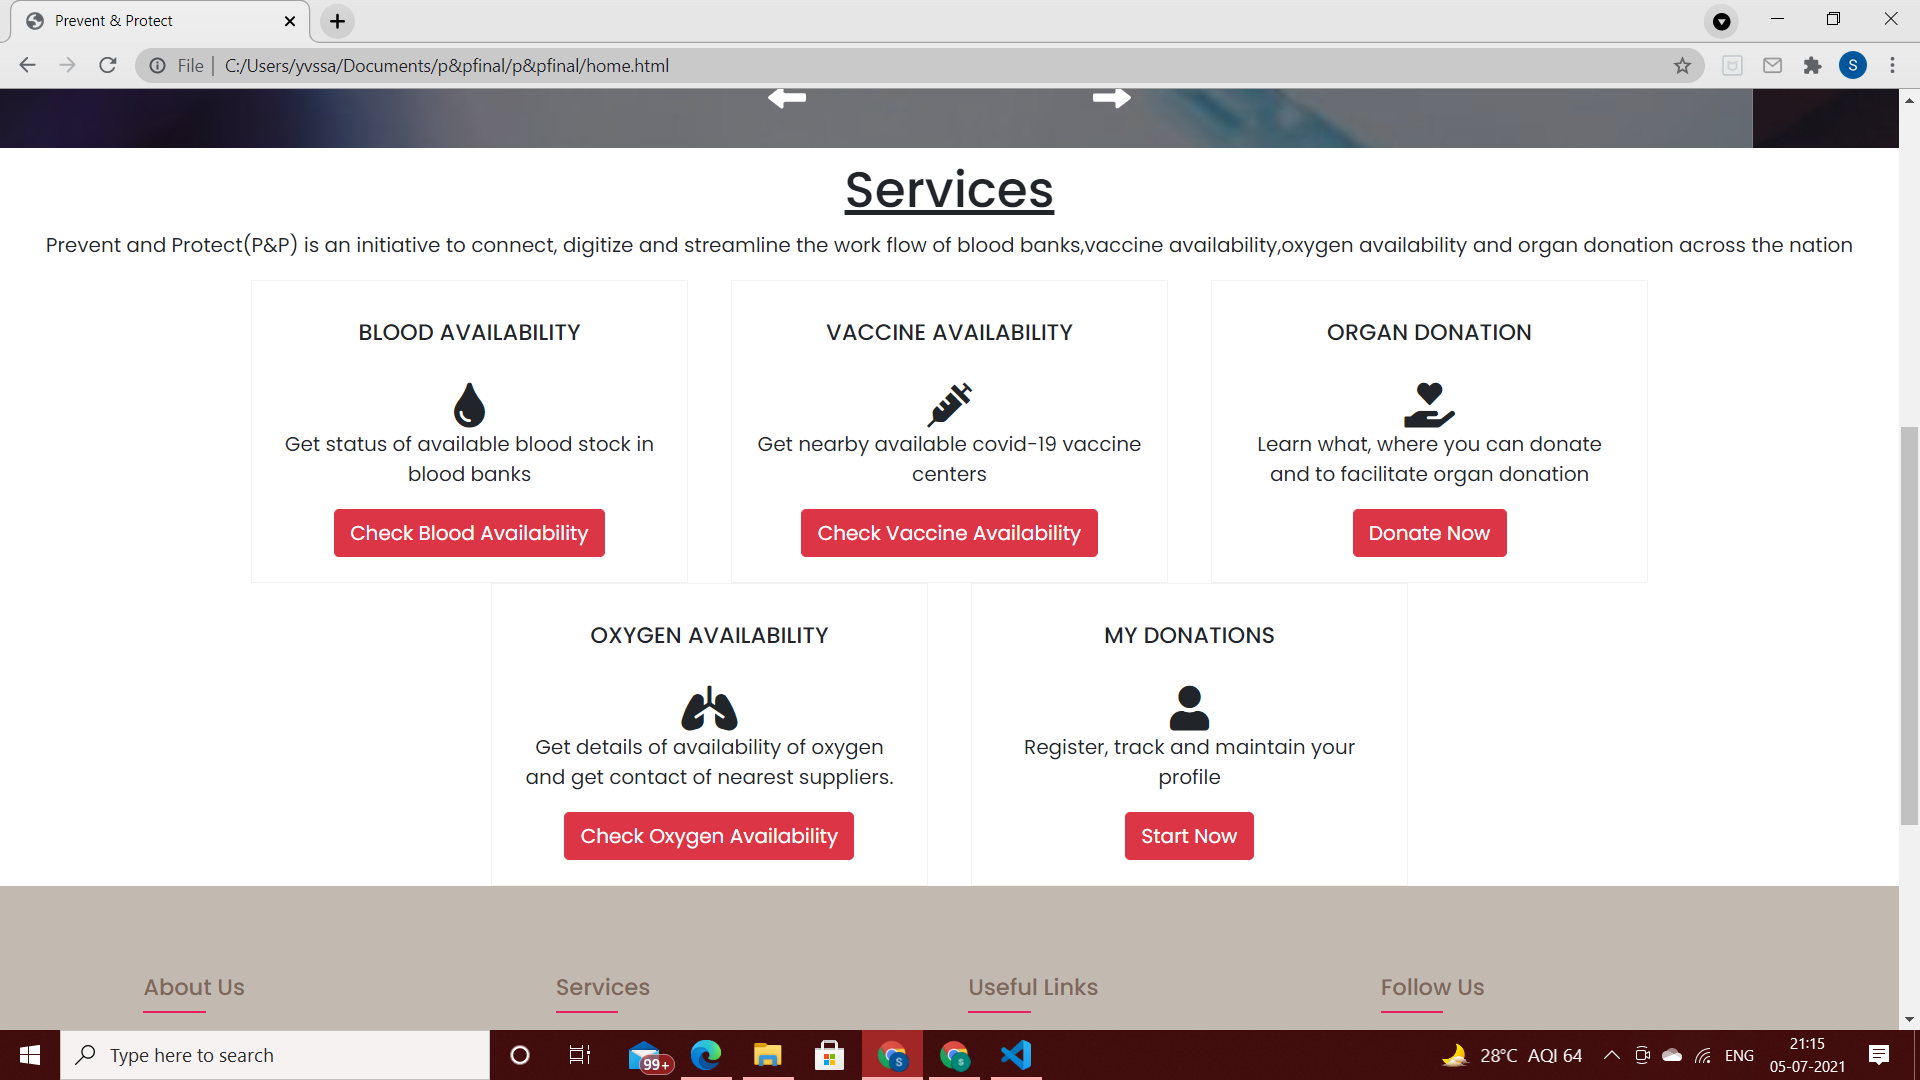 Prevent & Protect
File | C:/Users/yvssa/Documents/p&pfinal/p&pfinal/home.html
S
Services
Prevent and Protect(P&P) is an initiative to connect, digitize and streamline the work flow of blood banks,vaccine availability,oxygen availability and organ donation across the nation
BLOOD AVAILABILITY
Get status of available blood stock in
blood banks
Check Blood Availability
VACCINE AVAILABILITY
Get nearby available covid-19 vaccine
centers
Check Vaccine Availability
ORGAN DONATION
Learn what, where you can donate
and to facilitate organ donation
Donate Now
OXYGEN AVAILABILITY
Get details of availability of oxygen
and get contact of nearest suppliers.
Check Oxygen Availability
MY DONATIONS
Register, track and maintain your
profile
Start Now
About Us
Services
Useful Links
Follow Us
Type here to search
99+
S
S
28°C AQI 64
ENG
21:15
05-07-2021